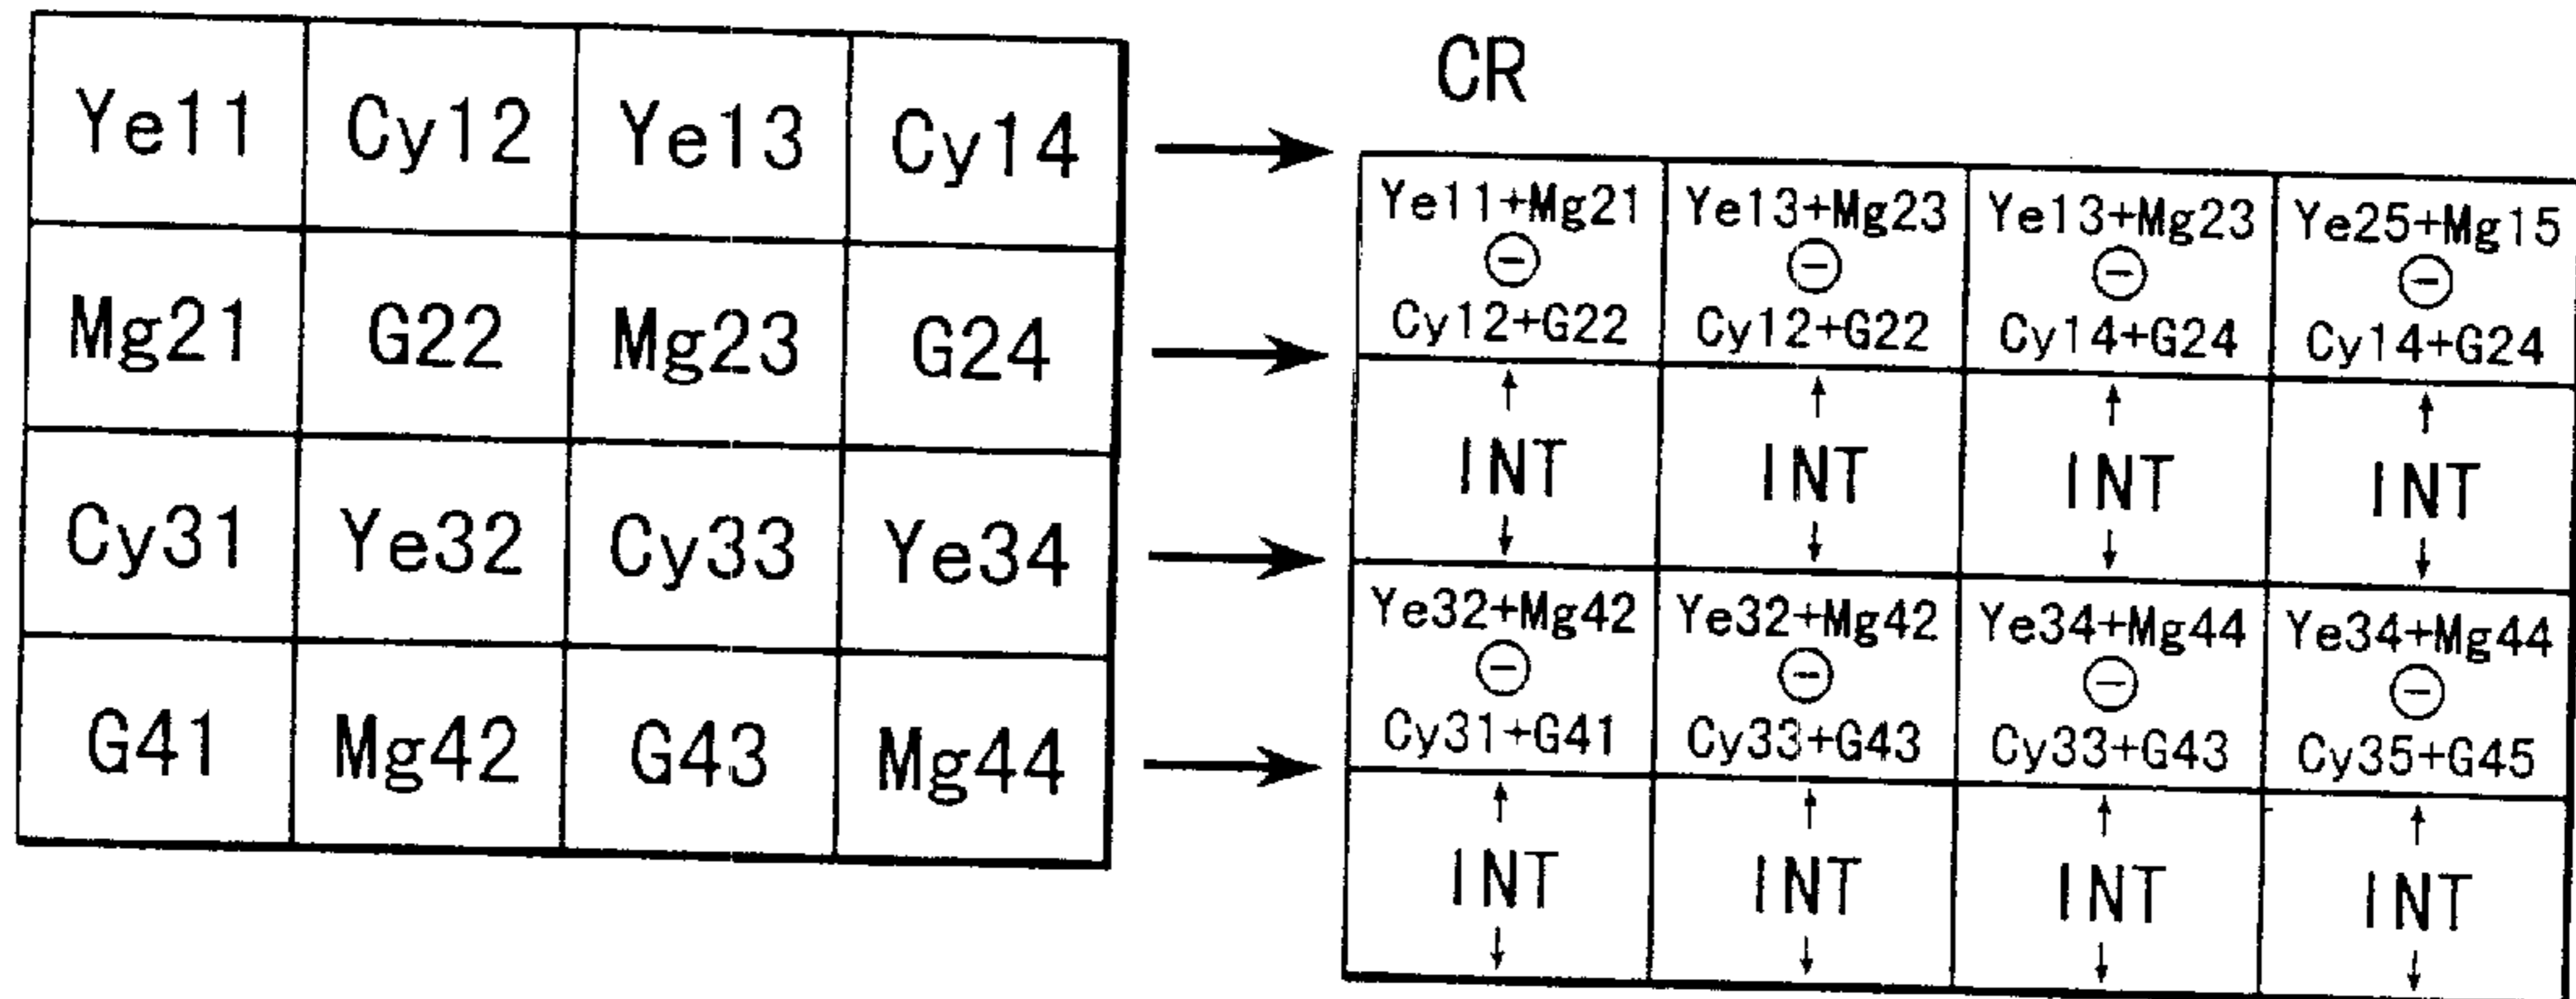 Ye11 Cy12 Ye13 Cy14
Mg21 G22 Mg23 G24
Cy31 Ye32 Cy33 Ye34
G41 Mg42 G43 Mg44
CR
Ye11+Mg21 Ye13+Mg23 Ye13+Mg23 Ye25+Mg15
⊖ ⊖ ⊖ ⊖
Cy12+G22 Cy12+G22 Cy14+G24 Cy14+G24
INT INT INT INT
Ye32+Mg42 Ye32+Mg42 Ye34+Mg44 Ye34+Mg44
⊖ ⊖ ⊖ ⊖
Cy31+G41 Cy33+G43 Cy33+G43 Cy35+G45
INT INT INT INT